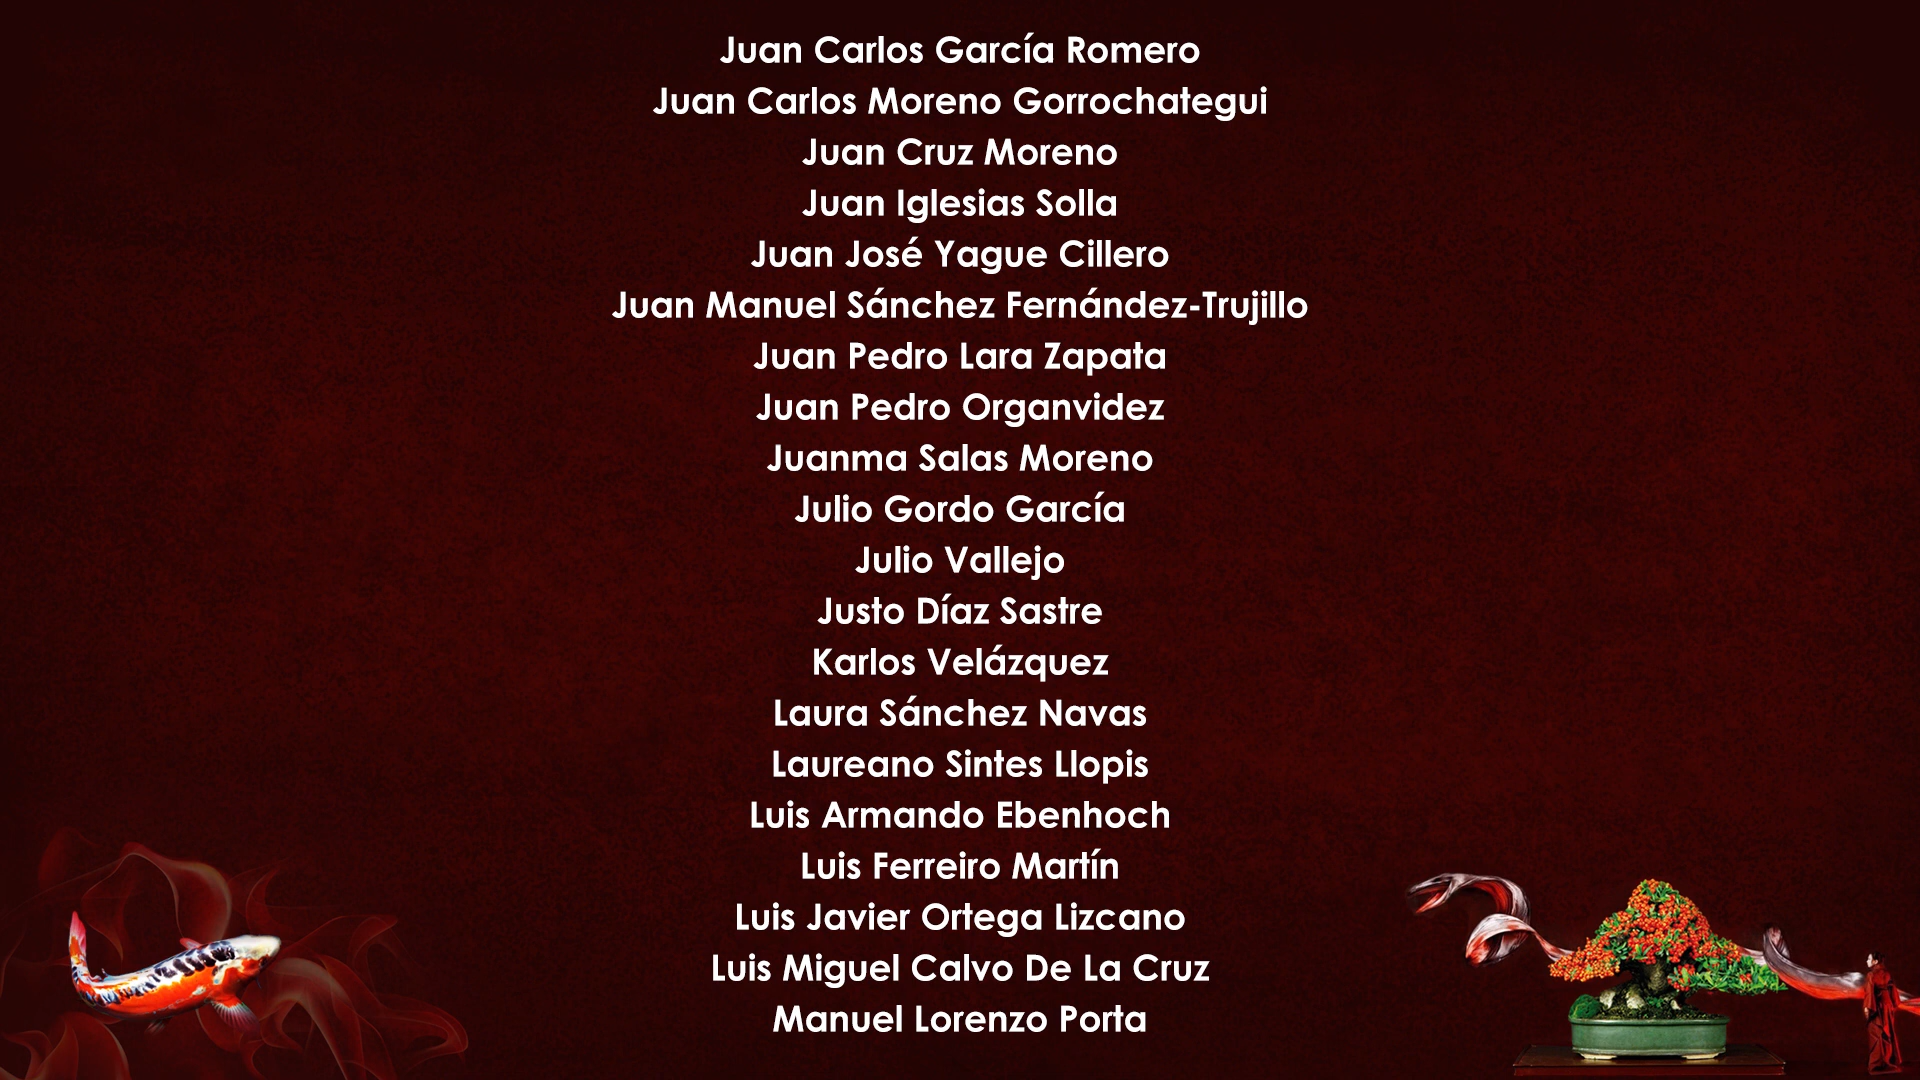 Juan Carlos García Romero
Juan Carlos Moreno Gorrochategui
Juan Cruz Moreno
Juan Iglesias Solla
Juan José Yague Cillero
Juan Manuel Sánchez Fernández-Trujillo
Juan Pedro Lara Zapata
Juan Pedro Organvidez
Juanma Salas Moreno
Julio Gordo García
Julio Vallejo
Justo Díaz Sastre
Karlos Velázquez
Laura Sánchez Navas
Laureano Sintes Llopis
Luis Armando Ebenhoch
Luis Ferreiro Martín
Luis Javier Ortega Lizcano
Luis Miguel Calvo De La Cruz
Manuel Lorenzo Porta